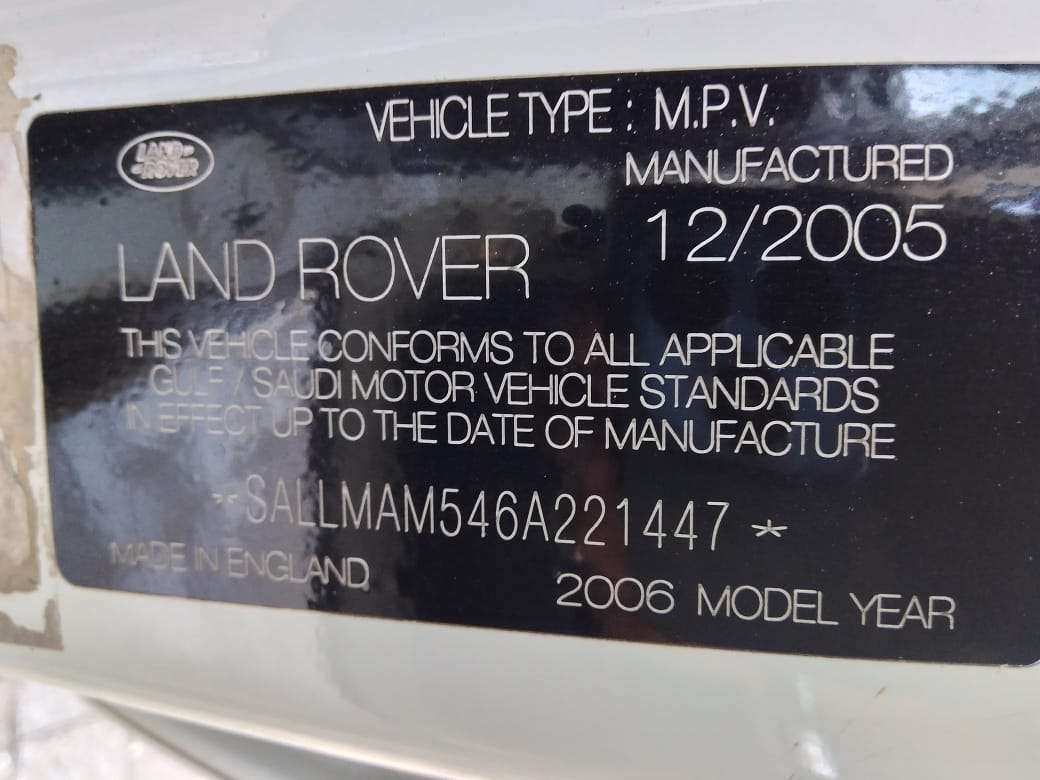 VEHICLE TYPE : M.P.V.
LAND ROVER
MANUFACTURED
12/2005
LAND ROVER
THIS VEHICLE CONFORMS TO ALL APPLICABLE
GULF / SAUDI MOTOR VEHICLE STANDARDS
IN EFFECT UP TO THE DATE OF MANUFACTURE
*SALLMAM546A221447*
MADE IN ENGLAND
2006 MODEL YEAR